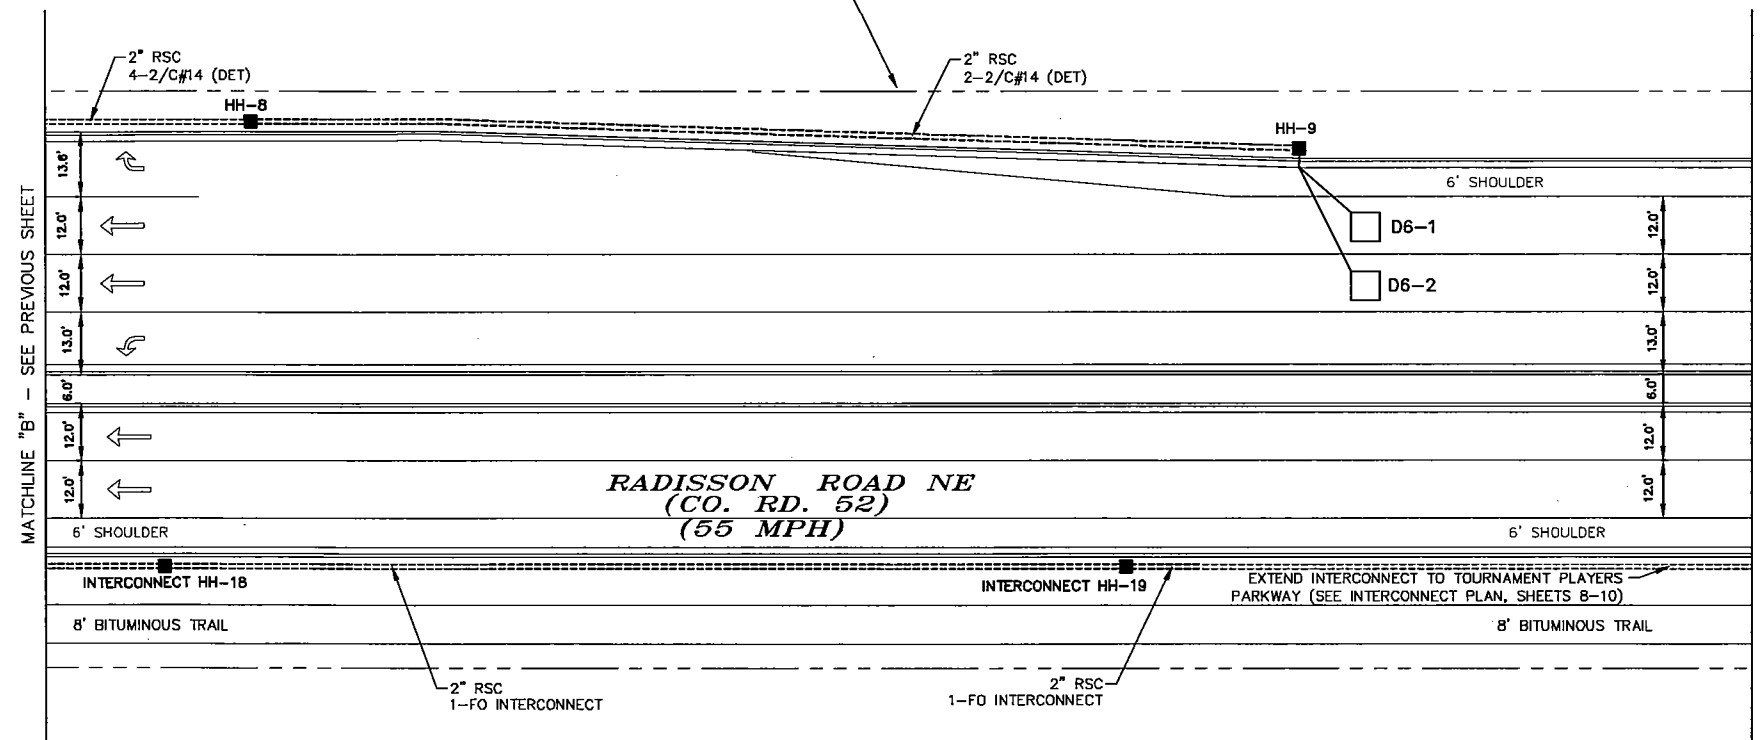 2" RSC
4-2/C#14 (DET)
2" RSC
2-2/C#14 (DET)
HH-8
HH-9
13.6'
6' SHOULDER
12.0'
D6-1
12.0'
12.0'
D6-2
12.0'
MATCHLINE "B" - SEE PREVIOUS SHEET
13.0'
13.0'
6.0'
6.0'
12.0'
12.0'
12.0'
12.0'
RADISSON ROAD NE
(CO. RD. 52)
(55 MPH)
6' SHOULDER
6' SHOULDER
INTERCONNECT HH-18
INTERCONNECT HH-19
EXTEND INTERCONNECT TO TOURNAMENT PLAYERS
PARKWAY (SEE INTERCONNECT PLAN, SHEETS 8-10)
8' BITUMINOUS TRAIL
8' BITUMINOUS TRAIL
2" RSC
1-FO INTERCONNECT
2" RSC
1-FO INTERCONNECT